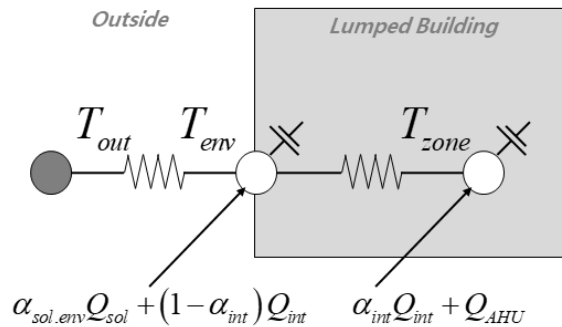 Outside
Lumped Building
T_out T_env T_zone
α_sol,env Q_sol + (1 − α_int) Q_int
α_int Q_int + Q_AHU